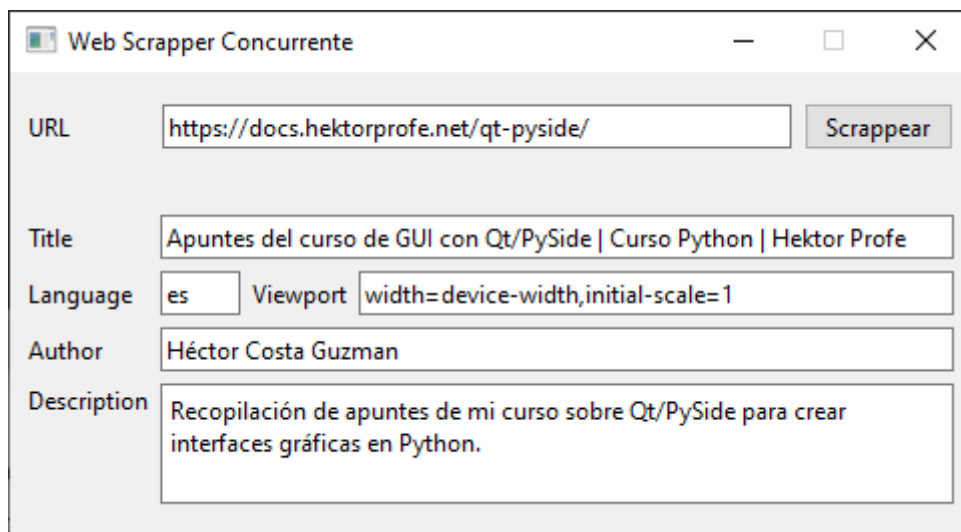 Web Scrapper Concurrente
URL https://docs.hektorprofe.net/qt-pyside/ Scrappear
Title Apuntes del curso de GUI con Qt/PySide | Curso Python | Hektor Profe
Language es Viewport width=device-width,initial-scale=1
Author Héctor Costa Guzman
Description Recopilación de apuntes de mi curso sobre Qt/PySide para crear
interfaces gráficas en Python.